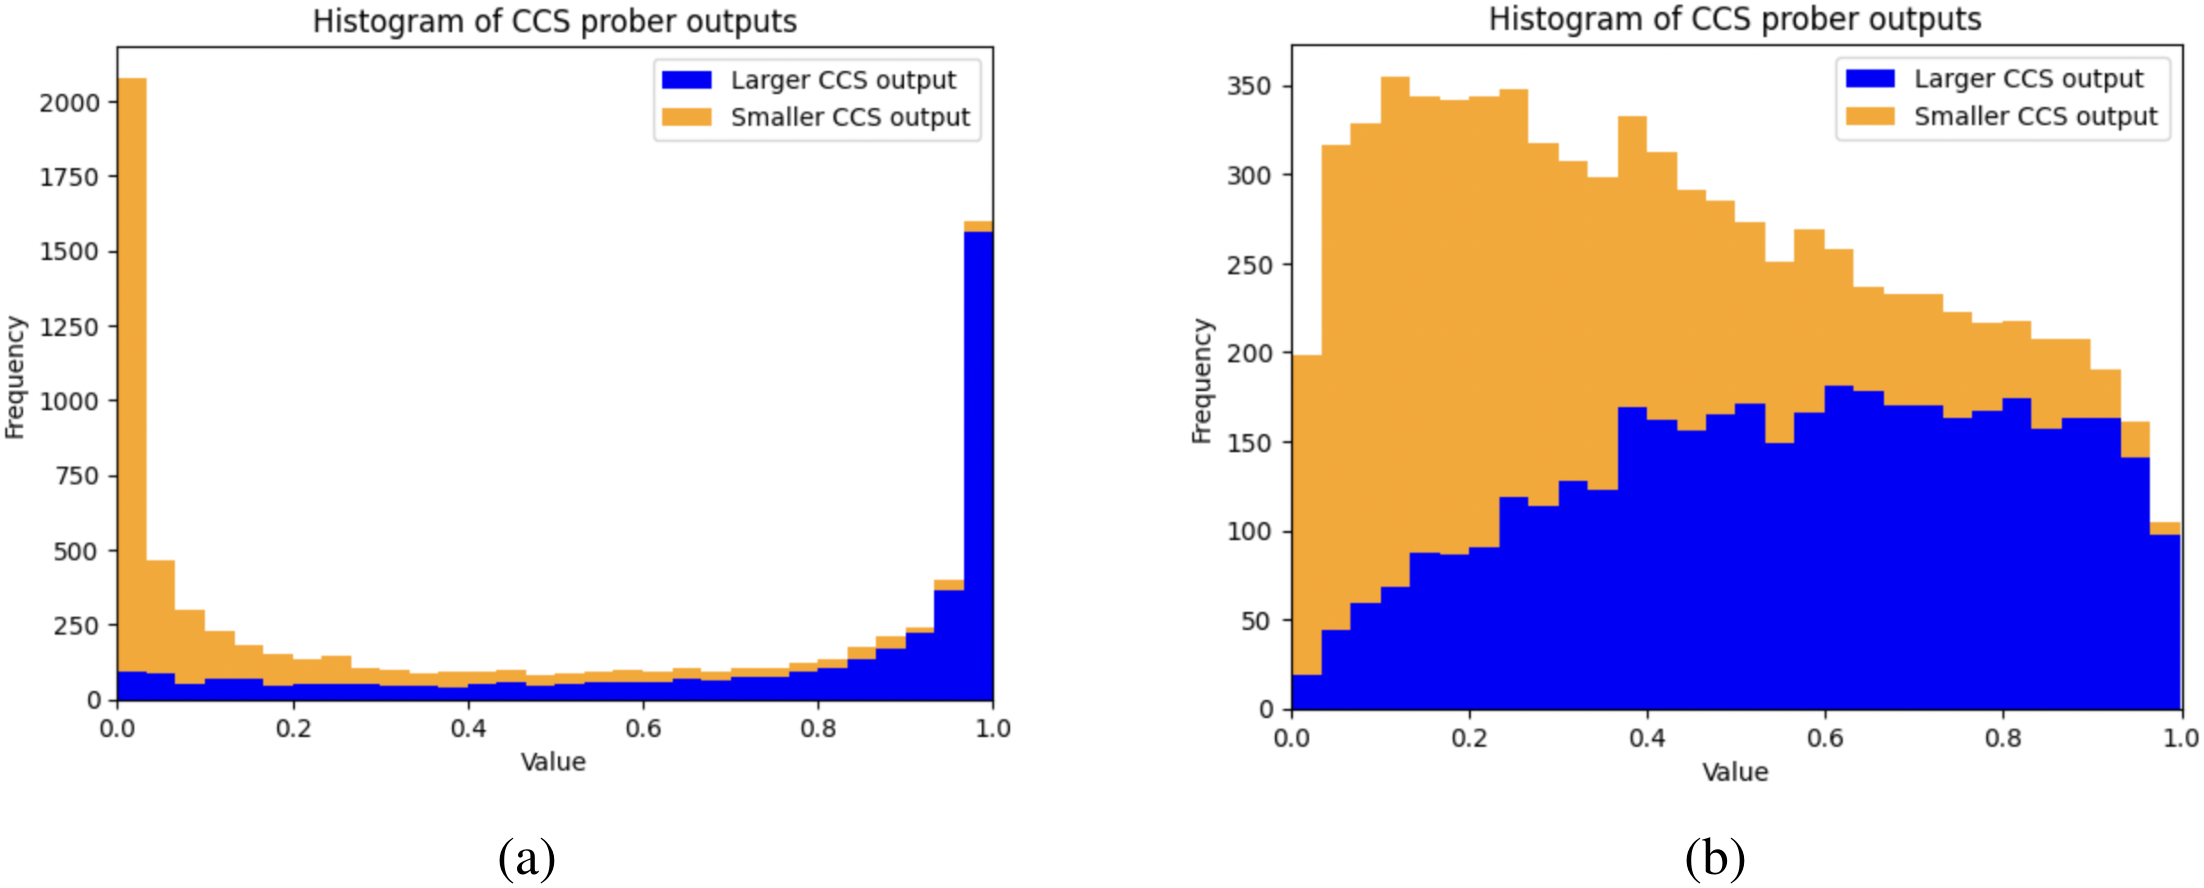 Histogram of CCS prober outputs
Larger CCS output
Smaller CCS output
2000
1750
1500
1250
1000
750
500
250
0
Frequency
0.0 0.2 0.4 0.6 0.8 1.0
Value
(a)
Histogram of CCS prober outputs
Larger CCS output
Smaller CCS output
350
300
250
200
150
100
50
0
Frequency
0.0 0.2 0.4 0.6 0.8 1.0
Value
(b)